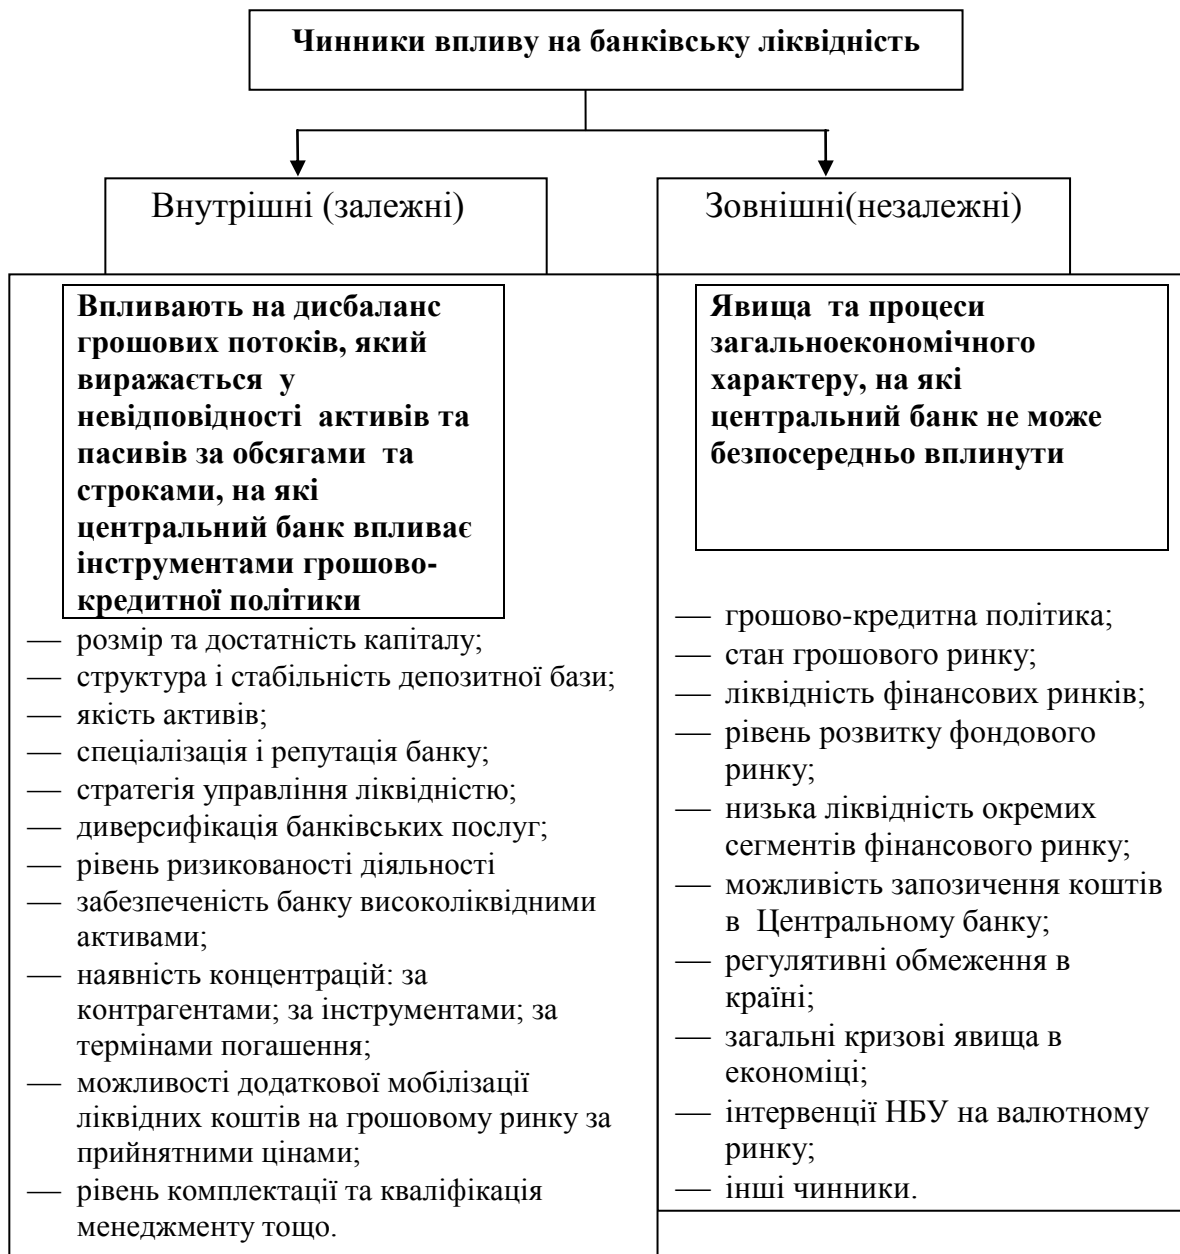 Чинники впливу на банківську ліквідність
Внутрішні (залежні)
Впливають на дисбаланс
грошових потоків, який
виражається у
невідповідності активів та
пасивів за обсягами та
строками, на які
центральний банк впливає
інструментами грошово-
кредитної політики
— розмір та достатність капіталу;
— структура і стабільність депозитної бази;
— якість активів;
— спеціалізація і репутація банку;
— стратегія управління ліквідністю;
— диверсифікація банківських послуг;
— рівень ризикованості діяльності
— забезпеченість банку високоліквідними
активами;
— наявність концентрацій: за
контрагентами; за інструментами; за
термінами погашення;
— можливості додаткової мобілізації
ліквідних коштів на грошовому ринку за
прийнятними цінами;
— рівень комплектації та кваліфікація
менеджменту тощо.
Зовнішні(незалежні)
Явища та процеси
загальноекономічного
характеру, на які
центральний банк не може
безпосередньо вплинути
— грошово-кредитна політика;
— стан грошового ринку;
— ліквідність фінансових ринків;
— рівень розвитку фондового
ринку;
— низька ліквідність окремих
сегментів фінансового ринку;
— можливість запозичення коштів
в Центральному банку;
— регулятивні обмеження в
країні;
— загальні кризові явища в
економіці;
— інтервенції НБУ на валютному
ринку;
— інші чинники.